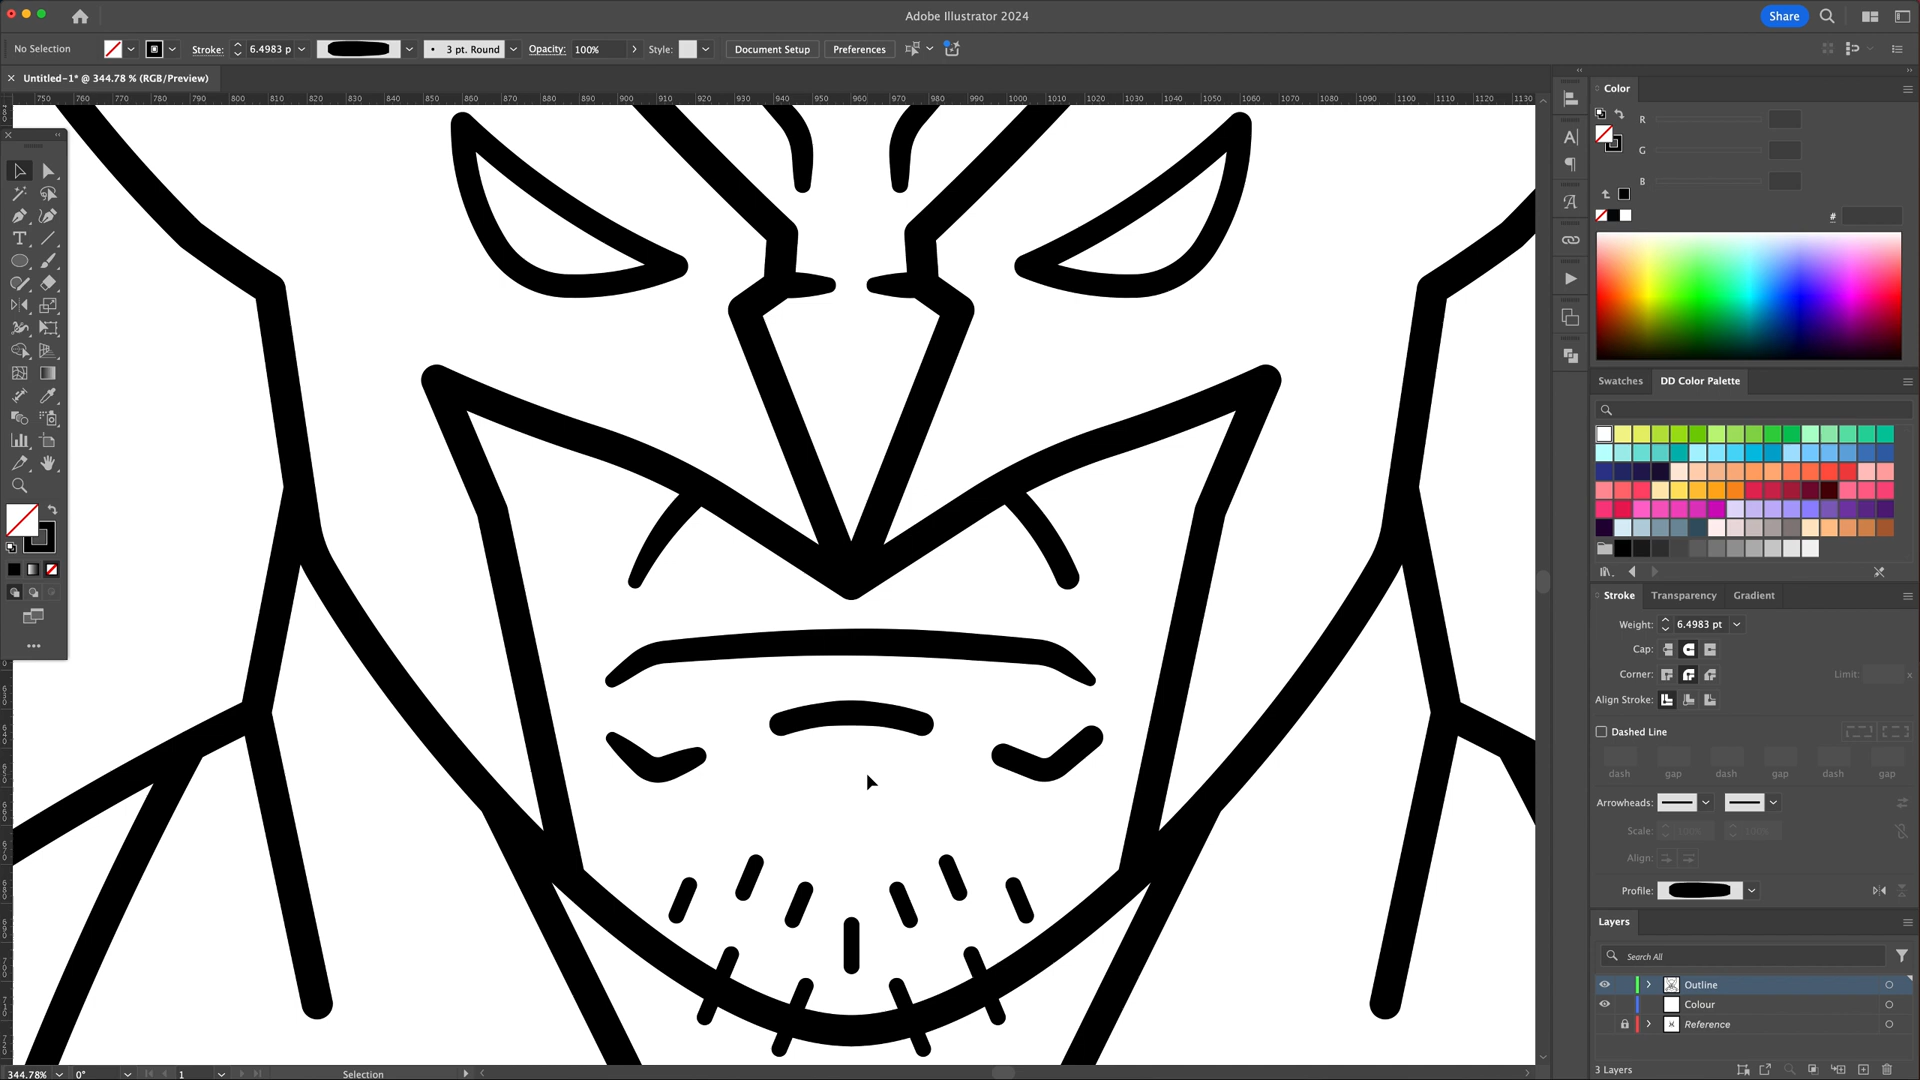 Adobe Illustrator 2024
Share
No Selection
Stroke: 6.4983 p
3 pt. Round
Opacity: 100%
Style:
Document Setup
Preferences
Untitled-1* @ 344.78 % (RGB/Preview)
750 760 770 780 790 800 810 820 830 840 850 860 870 880 890 900 910 920 930 940 950 960 970 980 990 1000 1010 1020 1030 1040 1050 1060 1070 1080 1090 1100 1110 1120 1130
Color
R
G
B
#
Swatches
DD Color Palette
Stroke
Transparency
Gradient
Weight: 6.4983 pt
Cap:
Corner:
Limit: x
Align Stroke:
Dashed Line
dash gap dash gap dash gap
Arrowheads:
Scale: 100% 100%
Align:
Profile:
Layers
Search All
Outline
Colour
Reference
3 Layers
344.78%
0°
1
Selection